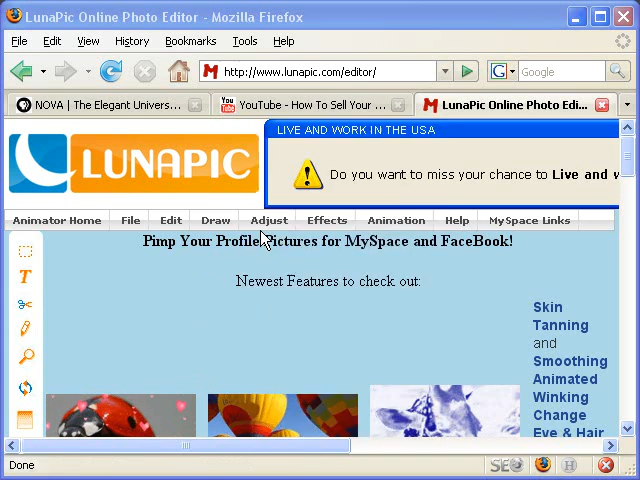 LunaPic Online Photo Editor - Mozilla Firefox
File Edit View History Bookmarks Tools Help
http://www.lunapic.com/editor/
Google
NOVA | The Elegant Univers...
YouTube - How To Sell Your ...
LunaPic Online Photo Edi...
LIVE AND WORK IN THE USA
LUNAPIC
Do you want to miss your chance to Live and w
Animator Home File Edit Draw Adjust Effects Animation Help MySpace Links
Pimp Your Profile Pictures for MySpace and FaceBook!
Newest Features to check out:
Skin
Tanning
and
Smoothing
Animated
Winking
Change
Eye & Hair
Done
SEO